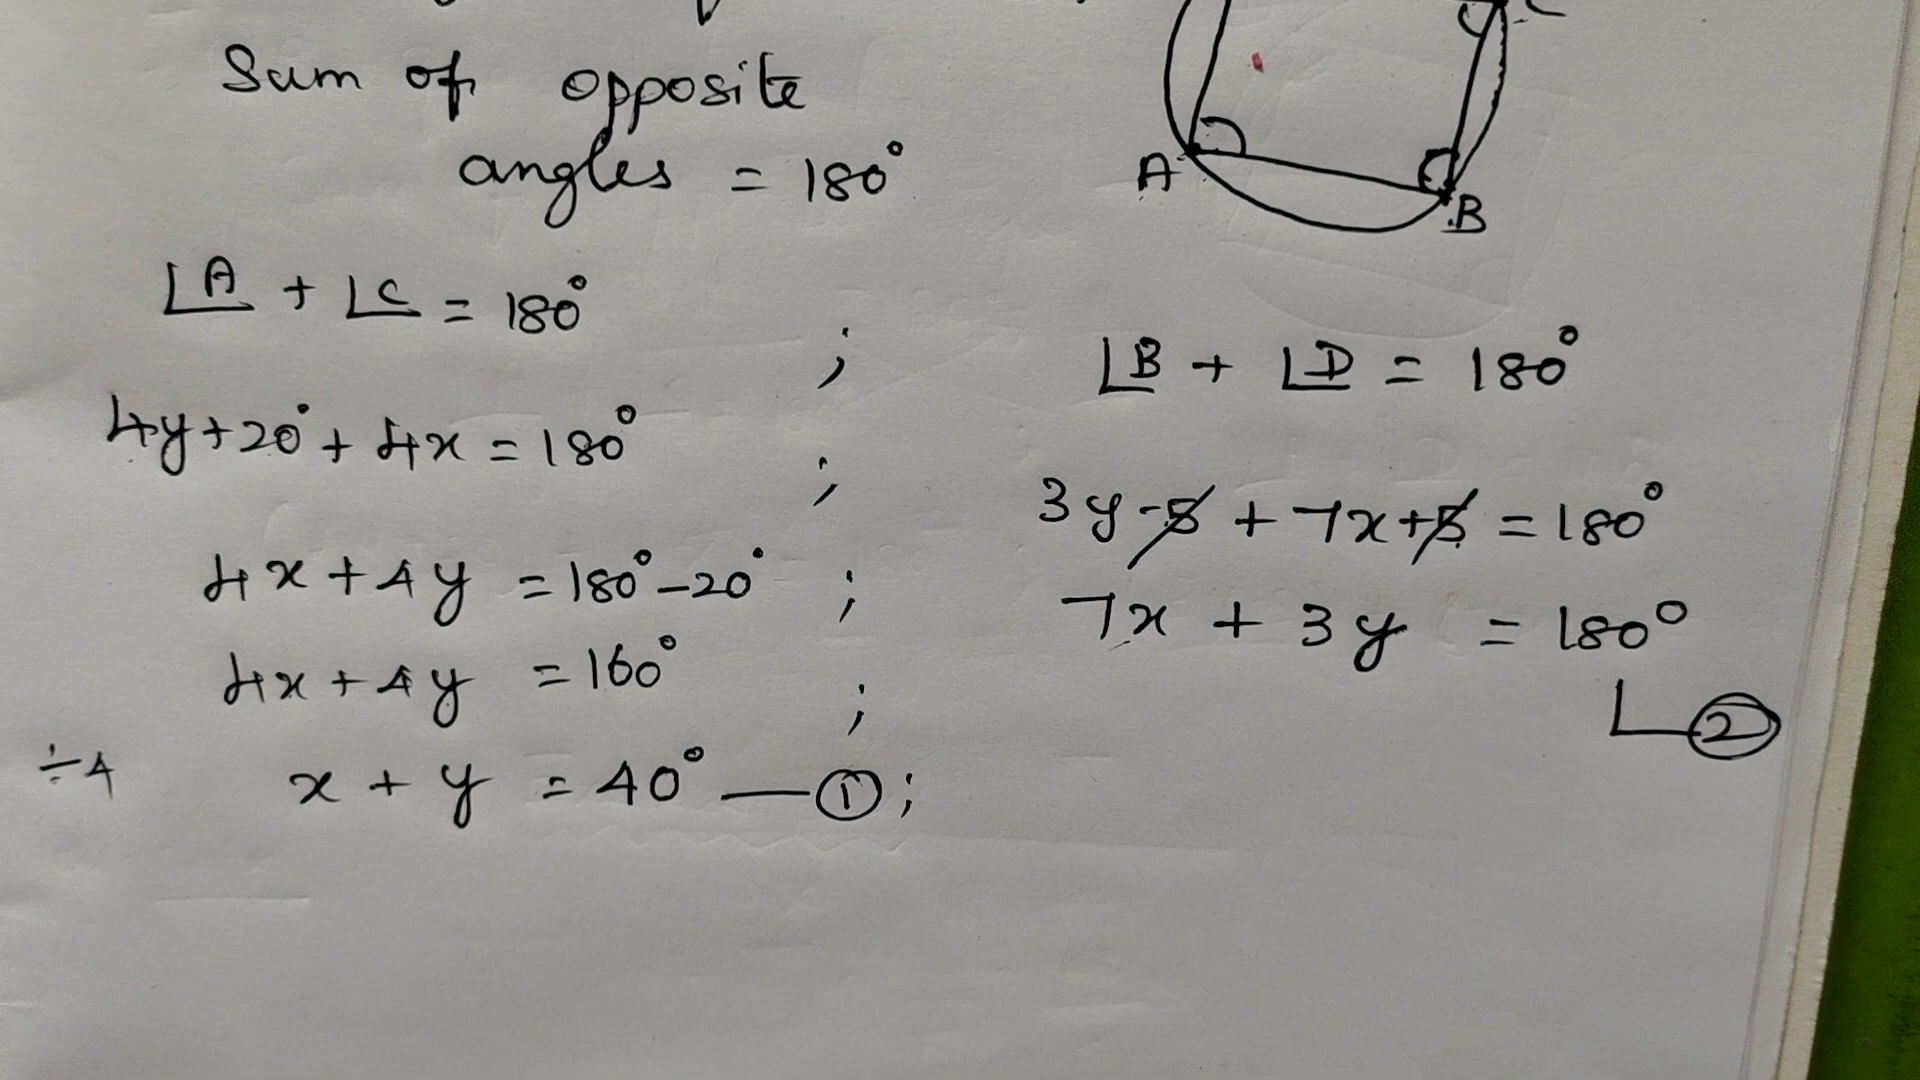 Sum of opposite
angles = 180°
A
B
∠A + ∠C = 180° ;
∠B + ∠D = 180°
4y+20°+ 4x = 180° ;
3y-5 + 7x+5 = 180°
4x + 4y = 180°-20° ;
7x + 3y = 180°
4x + 4y = 160° ;
②
÷4 x + y = 40° — ① ;